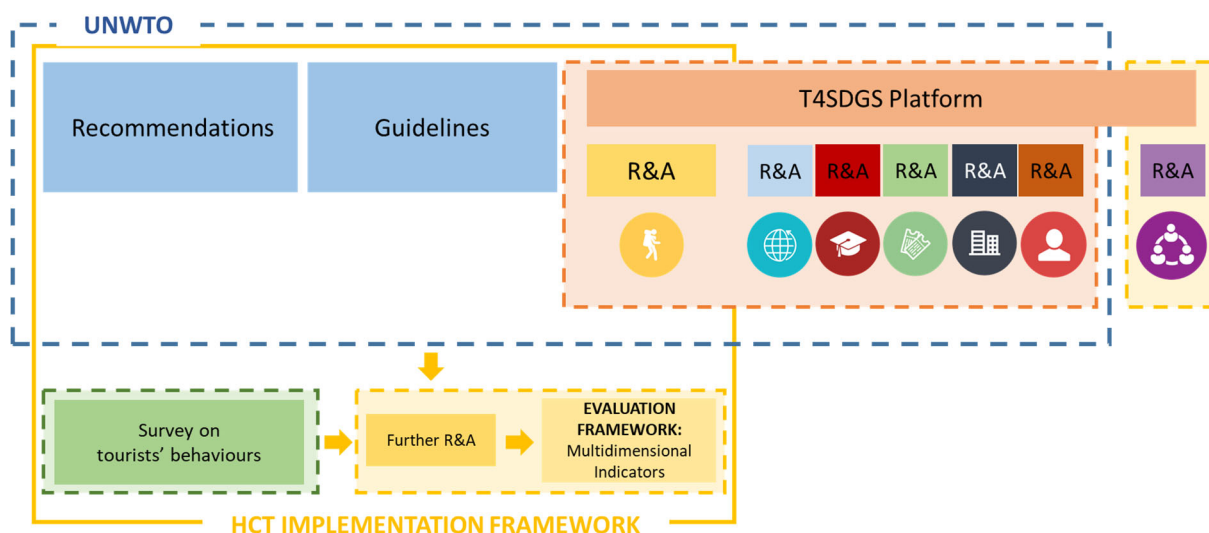 UNWTO
Recommendations
Guidelines
T4SDGS Platform
R&A
R&A
R&A
R&A
R&A
R&A
R&A
Survey on
tourists' behaviours
Further R&A
EVALUATION
FRAMEWORK:
Multidimensional
Indicators
HCT IMPLEMENTATION FRAMEWORK